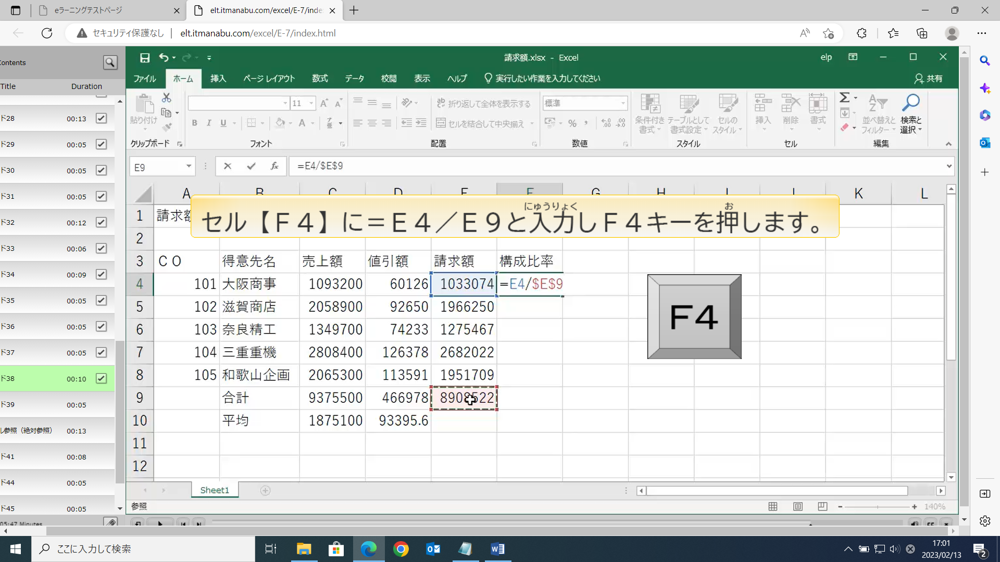 eラーニングテストページ
elt.itmanabu.com/excel/E-7/inde
セキュリティ保護なし
elt.itmanabu.com/excel/E-7/index.html
ontents
Title Duration
請求額.xlsx - Excel
elp
ファイル ホーム 挿入 ページ レイアウト 数式 データ 校閲 表示 ヘルプ 実行したい作業を入力してください 共有
貼り付け
クリップボード
11
B I U
A
フォント
折り返して全体を表示する
セルを結合して中央揃え
配置
標準
%
数値
条件付き書式
テーブルとして書式設定
セルのスタイル
スタイル
挿入 削除 書式
セル
並べ替えとフィルター
検索と選択
編集
E9
fx
=E4/$E$9
A B C D E F G H I J K L
にゅうりょく お
セル【Ｆ４】に＝Ｅ４／Ｅ９と入力しＦ４キーを押します。
1 請求額
2
3 ＣＯ 得意先名 売上額 値引額 請求額 構成比率
4 101 大阪商事 1093200 60126 1033074 =E4/$E$9
5 102 滋賀商店 2058900 92650 1966250
6 103 奈良精工 1349700 74233 1275467
7 104 三重重機 2808400 126378 2682022
8 105 和歌山企画 2065300 113591 1951709
9 合計 9375500 466978 8908522
10 平均 1875100 93395.6
11
12
F4
Sheet1
参照
140%
ド28 00:13
ド29 00:05
ド30 00:05
ド31 00:05
ド32 00:12
ド33 00:06
ド34 00:09
ド35 00:05
ド36 00:05
ド37 00:05
ド38 00:10
ド39 00:05
ル参照（絶対参照） 00:13
ド41 00:08
ド44 00:05
ド45 00:05
05:47 Minutes
ここに入力して検索
17:01
2023/02/13
2